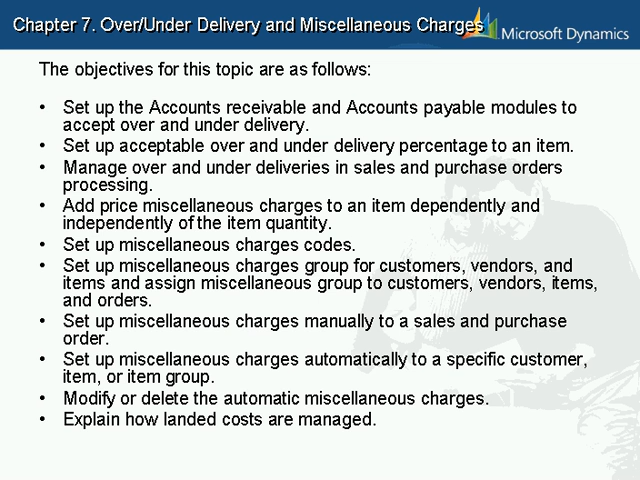 Chapter 7. Over/Under Delivery and Miscellaneous Charges
Microsoft Dynamics
The objectives for this topic are as follows:
• Set up the Accounts receivable and Accounts payable modules to
accept over and under delivery.
• Set up acceptable over and under delivery percentage to an item.
• Manage over and under deliveries in sales and purchase orders
processing.
• Add price miscellaneous charges to an item dependently and
independently of the item quantity.
• Set up miscellaneous charges codes.
• Set up miscellaneous charges group for customers, vendors, and
items and assign miscellaneous group to customers, vendors, items,
and orders.
• Set up miscellaneous charges manually to a sales and purchase
order.
• Set up miscellaneous charges automatically to a specific customer,
item, or item group.
• Modify or delete the automatic miscellaneous charges.
• Explain how landed costs are managed.